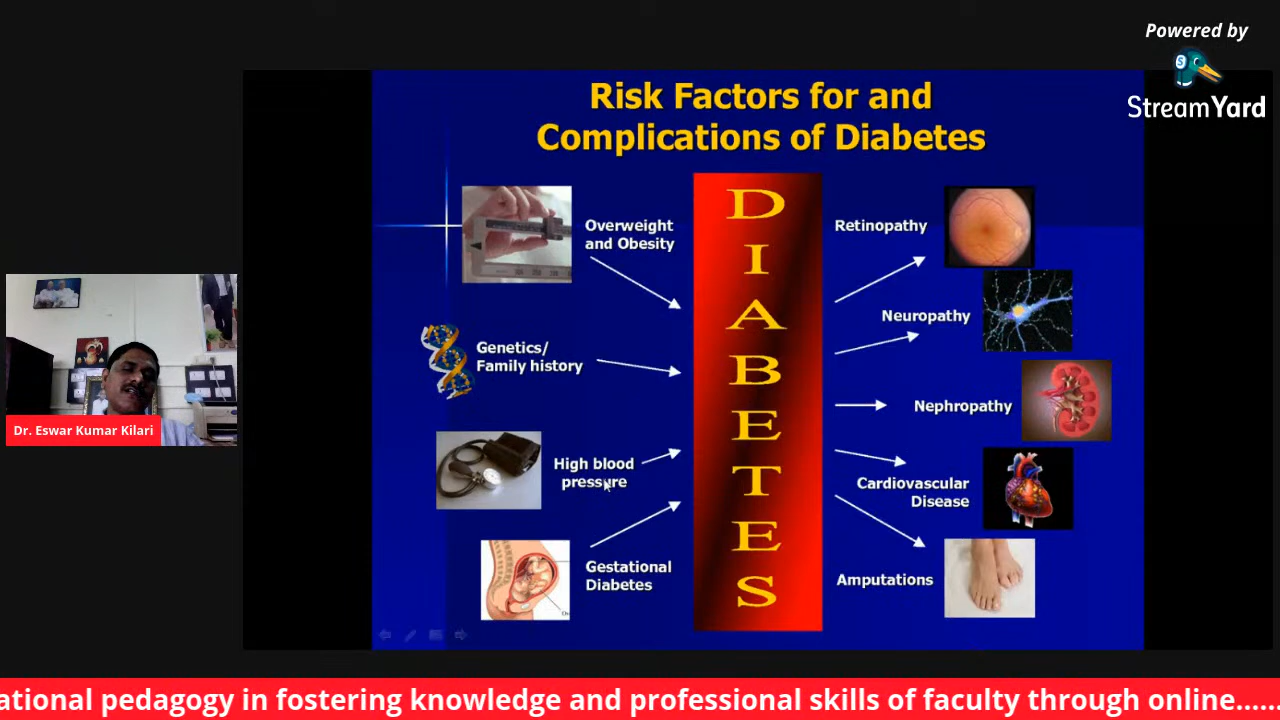 Powered by
StreamYard
Risk Factors for and
Complications of Diabetes
Overweight
and Obesity
Genetics/
Family history
High blood
pressure
Gestational
Diabetes
DIABETES
Retinopathy
Neuropathy
Nephropathy
Cardiovascular
Disease
Amputations
Dr. Eswar Kumar Kilari
ational pedagogy in fostering knowledge and professional skills of faculty through online......